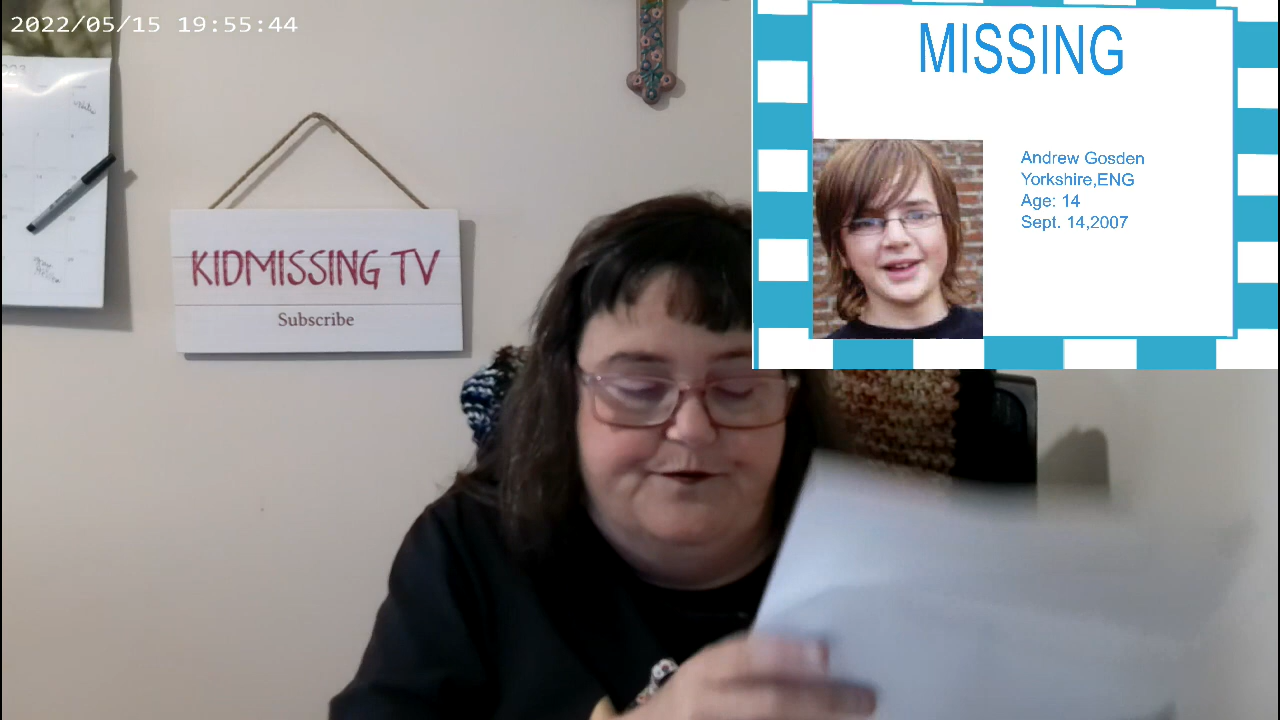 2022/05/15 19:55:44
MISSING
Andrew Gosden
Yorkshire,ENG
Age: 14
Sept. 14,2007
KIDMISSING TV
Subscribe